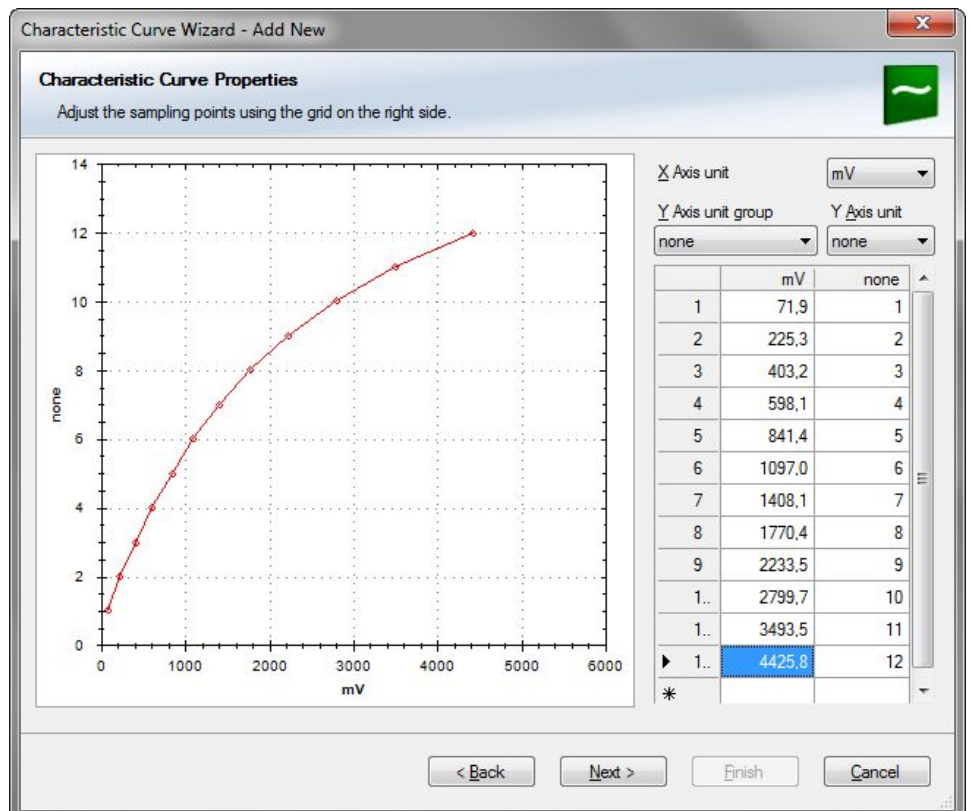 Characteristic Curve Wizard - Add New
Characteristic Curve Properties
Adjust the sampling points using the grid on the right side.
14
12
10
8
6
4
2
0
none
0 1000 2000 3000 4000 5000 6000
mV
X Axis unit mV
Y Axis unit group Y Axis unit
none none
mV none
1 71,9 1
2 225,3 2
3 403,2 3
4 598,1 4
5 841,4 5
6 1097,0 6
7 1408,1 7
8 1770,4 8
9 2233,5 9
1.. 2799,7 10
1.. 3493,5 11
1.. 4425,8 12
< Back Next > Finish Cancel